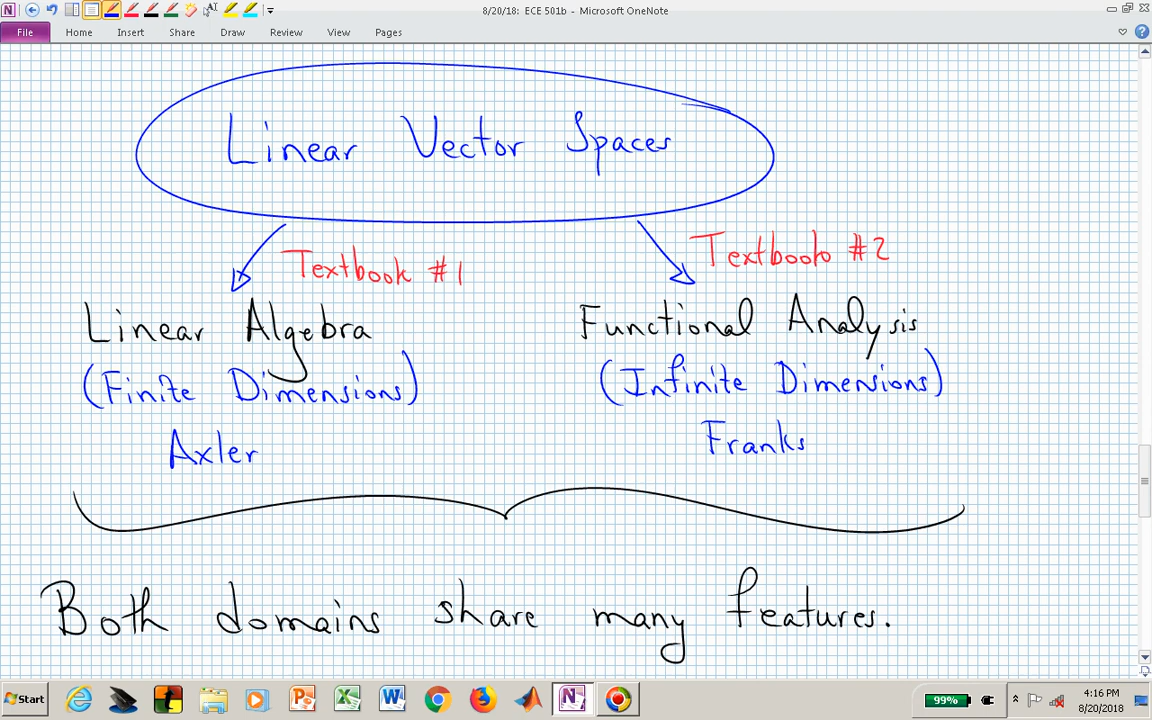 8/20/18: ECE 501b - Microsoft OneNote
File Home Insert Share Draw Review View Pages
Linear Vector Spaces
Textbook #1
Textbook #2
Linear Algebra
Functional Analysis
(Finite Dimensions)
(Infinite Dimensions)
Axler
Franks
Both domains share many features.
Start
99%
4:16 PM
8/20/2018